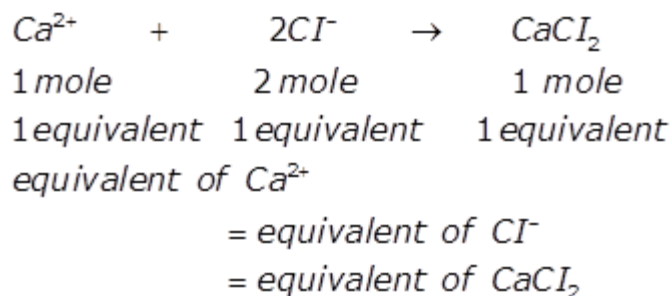 Ca²⁺ + 2CI⁻ → CaCI₂
1 mole 2 mole 1 mole
1 equivalent 1 equivalent 1 equivalent
equivalent of Ca²⁺
= equivalent of CI⁻
= equivalent of CaCI₂